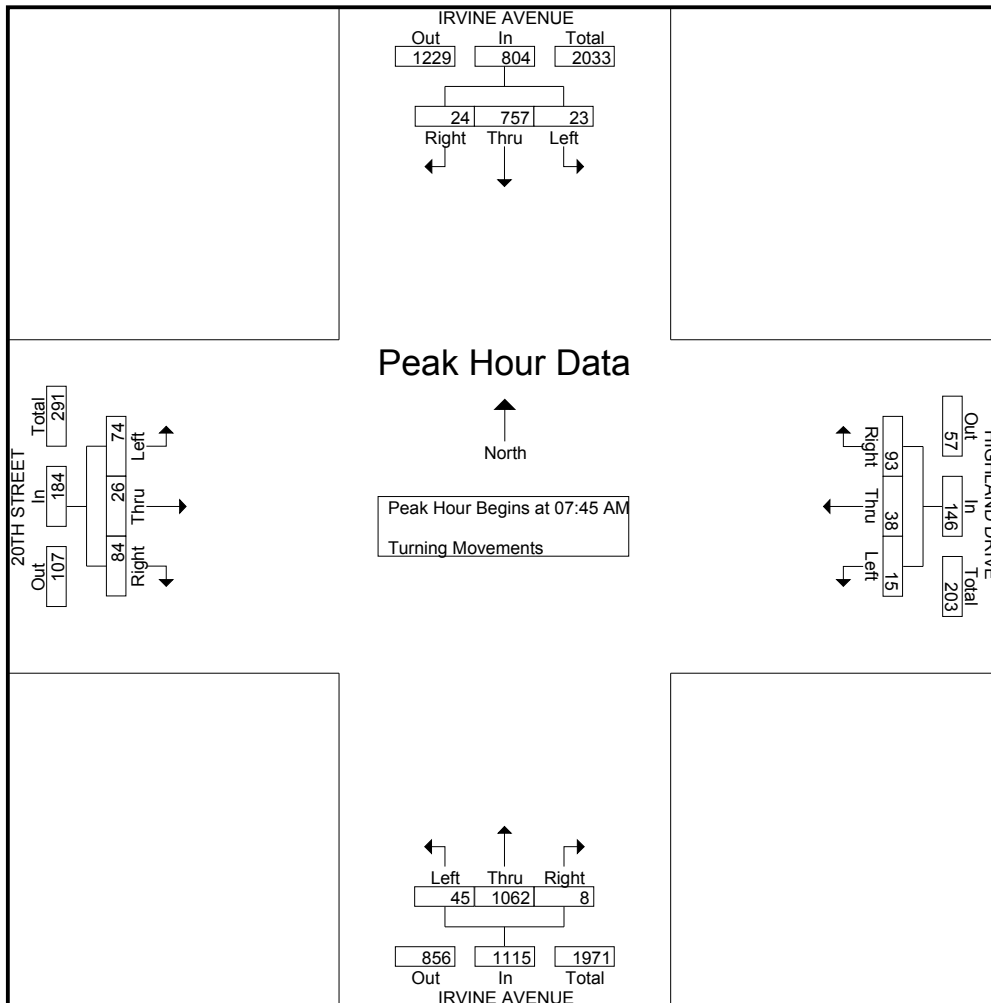 IRVINE AVENUE
Out In Total
1229 804 2033
24 757 23
Right Thru Left
Peak Hour Data
North
Peak Hour Begins at 07:45 AM
Turning Movements
20TH STREET
Out In Total
107 184 291
84 26 74
Right Thru Left
HIGHLAND DRIVE
Out In Total
57 146 203
93 38 15
Right Thru Left
Left Thru Right
45 1062 8
856 1115 1971
Out In Total
IRVINE AVENUE